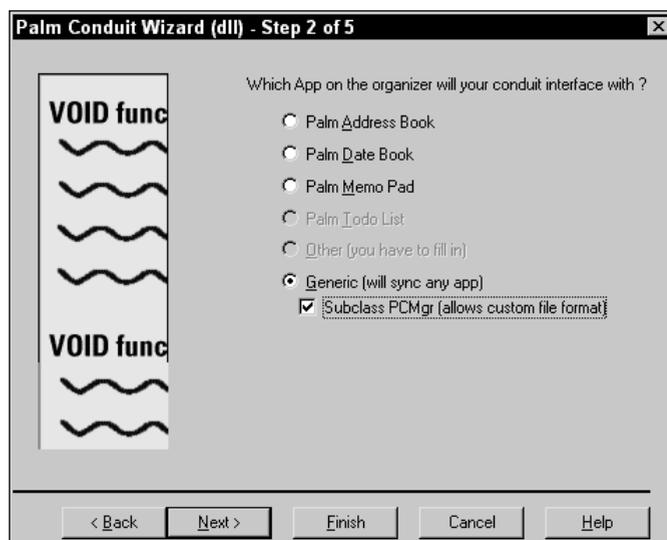 Palm Conduit Wizard (dll) - Step 2 of 5
VOID func
VOID func
Which App on the organizer will your conduit interface with ?
Palm Address Book
Palm Date Book
Palm Memo Pad
Palm Todo List
Other (you have to fill in)
Generic (will sync any app)
Subclass PCMgr (allows custom file format)
< Back
Next >
Finish
Cancel
Help